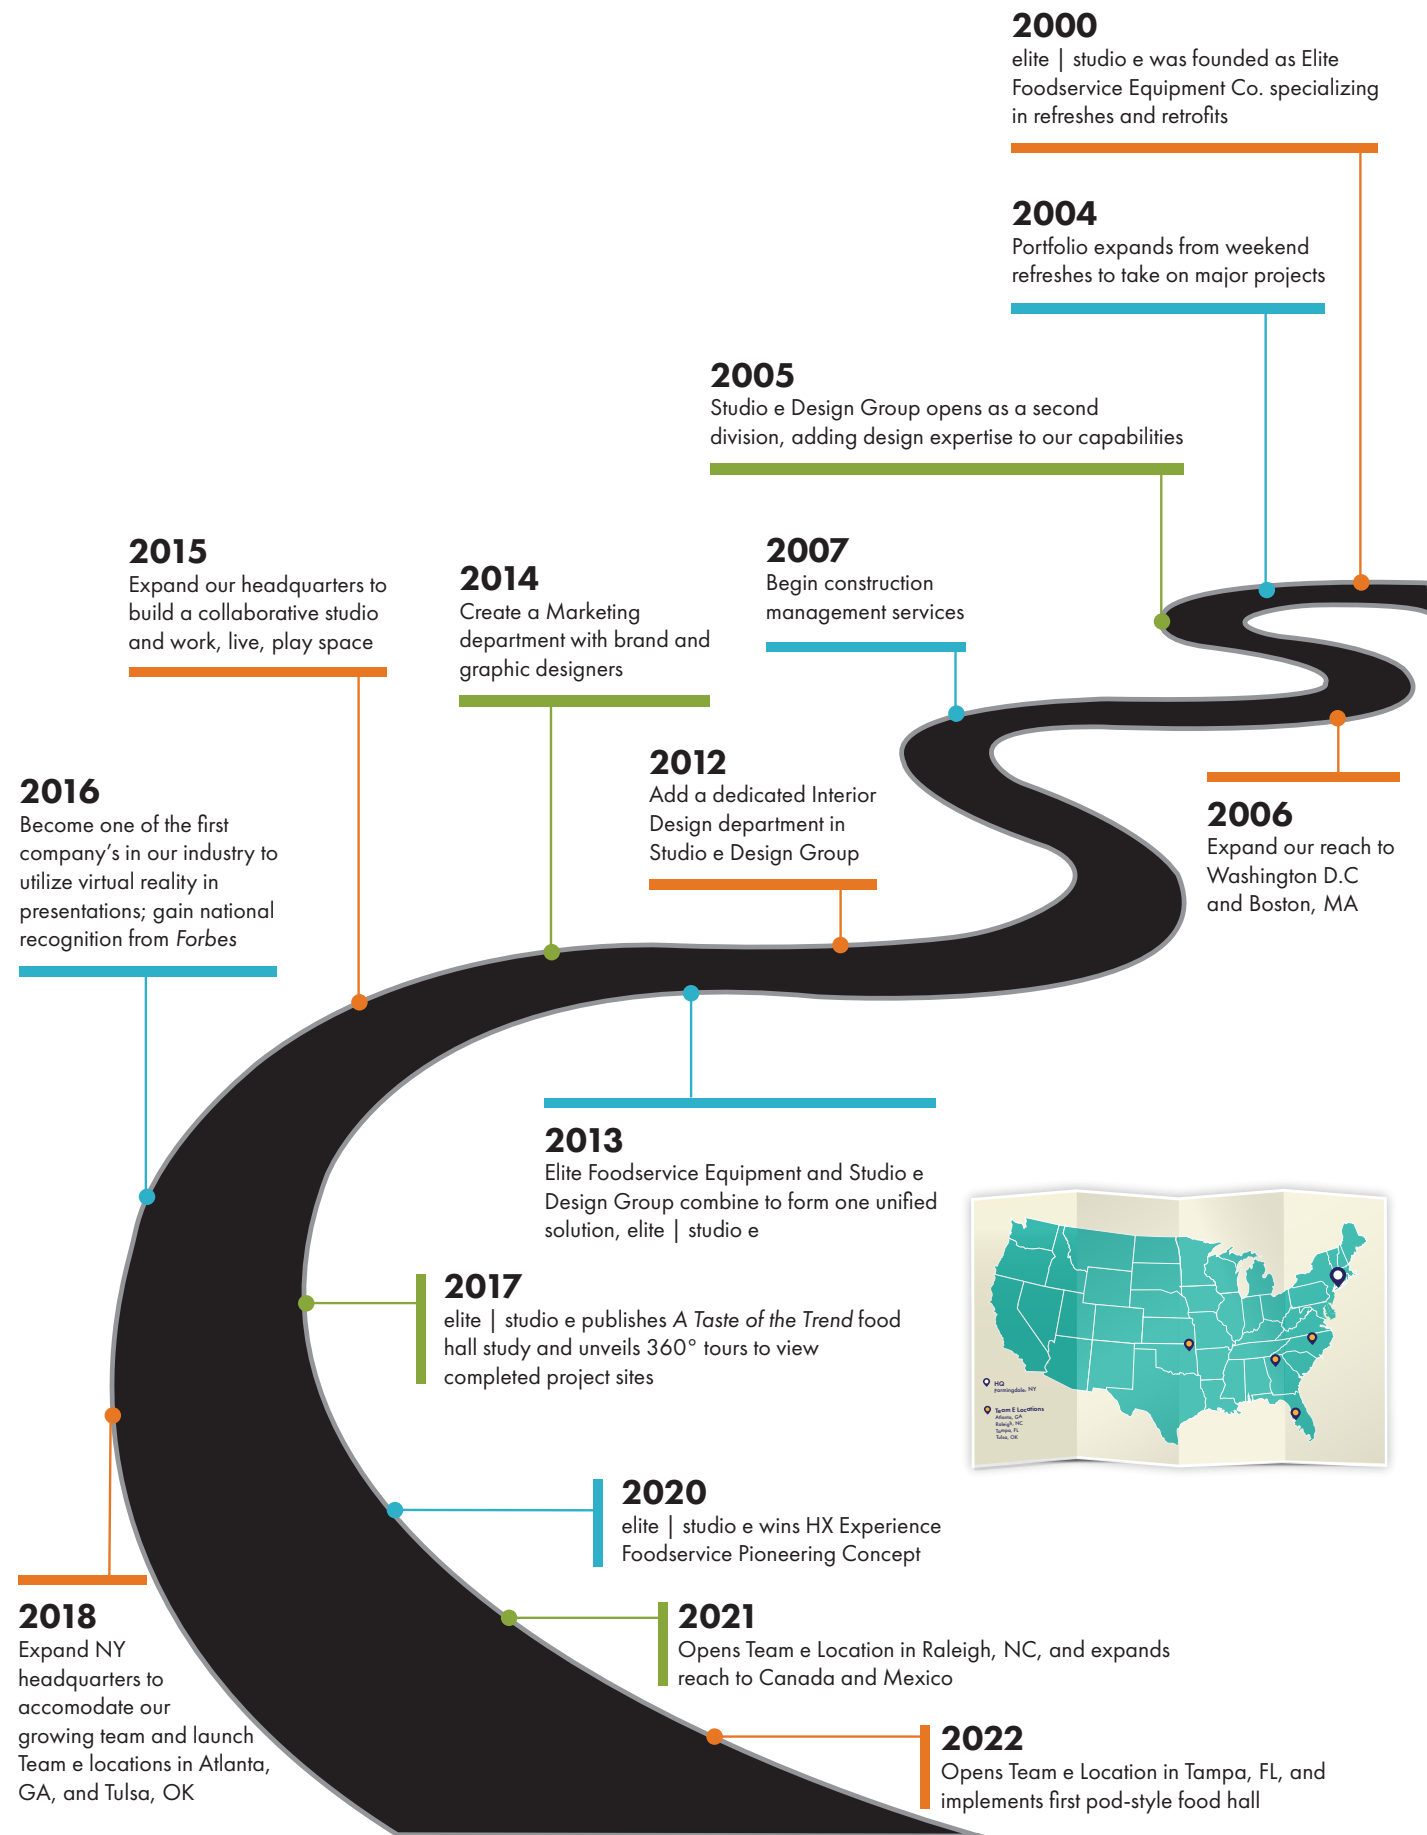 2000
elite | studio e was founded as Elite
Foodservice Equipment Co. specializing
in refreshes and retrofits
2004
Portfolio expands from weekend
refreshes to take on major projects
2005
Studio e Design Group opens as a second
division, adding design expertise to our capabilities
2006
Expand our reach to
Washington D.C
and Boston, MA
2007
Begin construction
management services
2012
Add a dedicated Interior
Design department in
Studio e Design Group
2013
Elite Foodservice Equipment and Studio e
Design Group combine to form one unified
solution, elite | studio e
2014
Create a Marketing
department with brand and
graphic designers
2015
Expand our headquarters to
build a collaborative studio
and work, live, play space
2016
Become one of the first
company's in our industry to
utilize virtual reality in
presentations; gain national
recognition from Forbes
2017
elite | studio e publishes A Taste of the Trend food
hall study and unveils 360° tours to view
completed project sites
2018
Expand NY
headquarters to
accomodate our
growing team and launch
Team e locations in Atlanta,
GA, and Tulsa, OK
2020
elite | studio e wins HX Experience
Foodservice Pioneering Concept
2021
Opens Team e Location in Raleigh, NC, and expands
reach to Canada and Mexico
2022
Opens Team e Location in Tampa, FL, and
implements first pod-style food hall
HQ
Farmingdale, NY
Team E Locations
Atlanta, GA
Raleigh, NC
Tampa, FL
Tulsa, OK